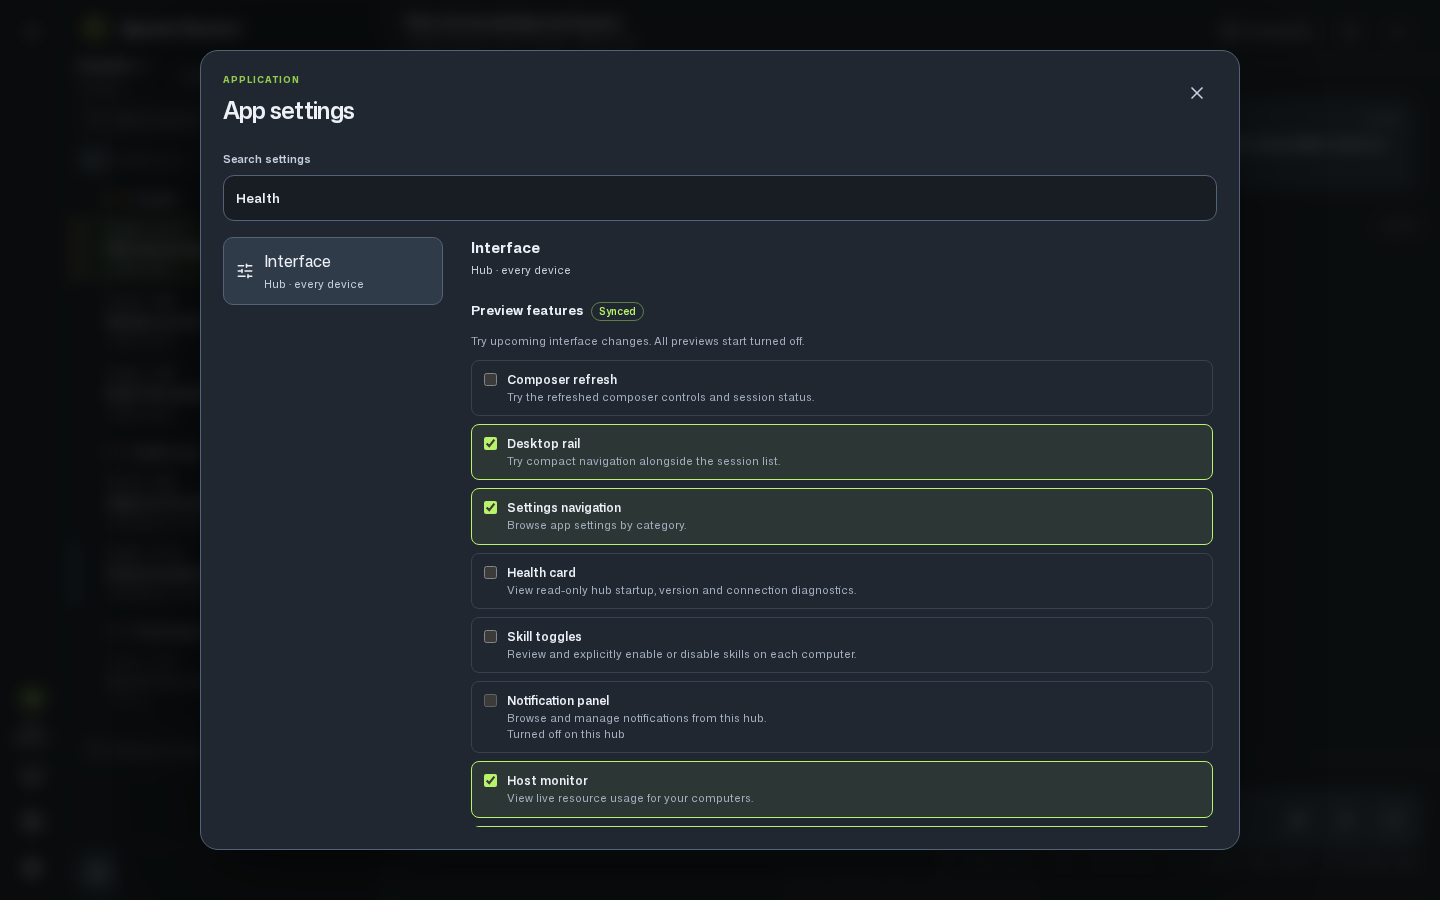 APPLICATION
App settings
Search settings
Health
Interface
Hub · every device
Interface
Hub · every device
Preview features Synced
Try upcoming interface changes. All previews start turned off.
Composer refresh
Try the refreshed composer controls and session status.
Desktop rail
Try compact navigation alongside the session list.
Settings navigation
Browse app settings by category.
Health card
View read-only hub startup, version and connection diagnostics.
Skill toggles
Review and explicitly enable or disable skills on each computer.
Notification panel
Browse and manage notifications from this hub.
Turned off on this hub
Host monitor
View live resource usage for your computers.